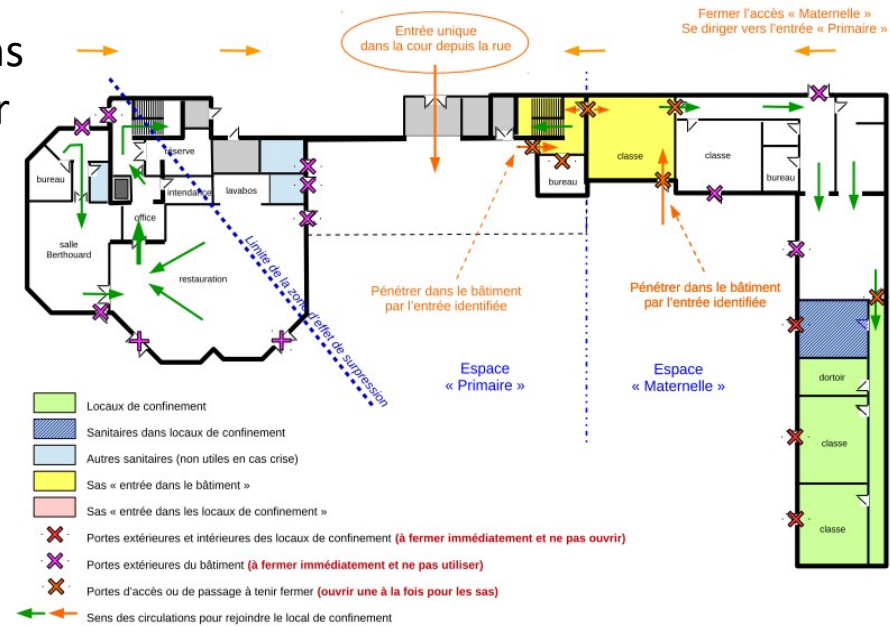 ns
r
Entrée unique
dans la cour depuis la rue
Fermer l'accès « Maternelle »
Se diriger vers l'entrée « Primaire »
réserve
bureau
intendance
lavabos
office
salle
Berthouard
restauration
Limite de la zone d'effet de surpression
bureau
classe
classe
bureau
Pénétrer dans le bâtiment
par l'entrée identifiée
Pénétrer dans le bâtiment
par l'entrée identifiée
Espace
« Primaire »
Espace
« Maternelle »
dortoir
classe
classe
Locaux de confinement
Sanitaires dans locaux de confinement
Autres sanitaires (non utiles en cas crise)
Sas « entrée dans le bâtiment »
Sas « entrée dans les locaux de confinement »
Portes extérieures et intérieures des locaux de confinement (à fermer immédiatement et ne pas ouvrir)
Portes extérieures du bâtiment (à fermer immédiatement et ne pas utiliser)
Portes d'accès ou de passage à tenir fermer (ouvrir une à la fois pour les sas)
Sens des circulations pour rejoindre le local de confinement